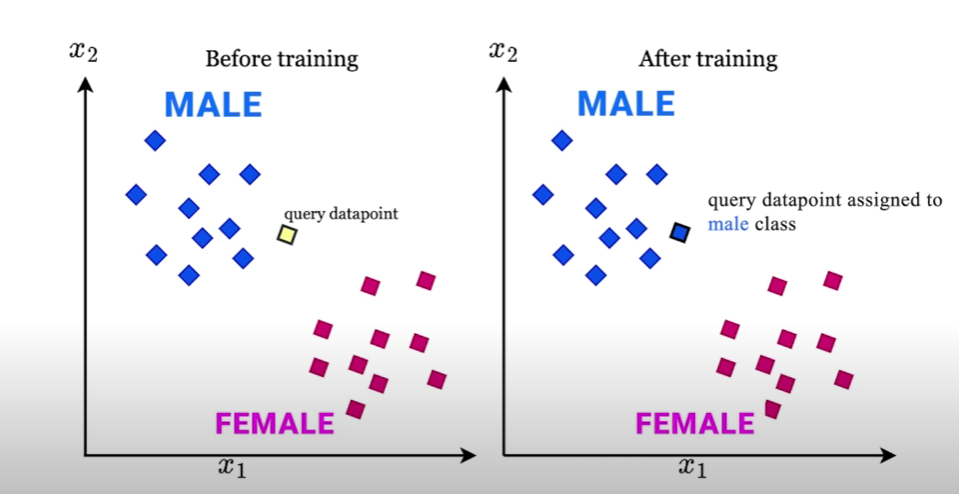 x2
Before training
MALE
query datapoint
FEMALE
x1
x2
After training
MALE
query datapoint assigned to
male class
FEMALE
x1